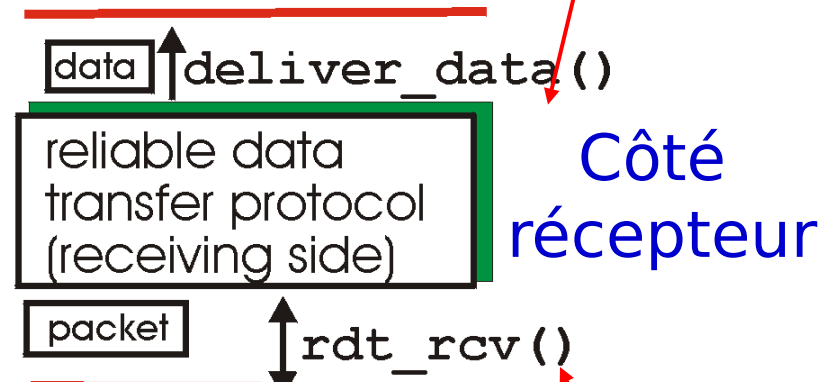 data
deliver_data()
reliable data
transfer protocol
(receiving side)
Côté
récepteur
packet
rdt_rcv()